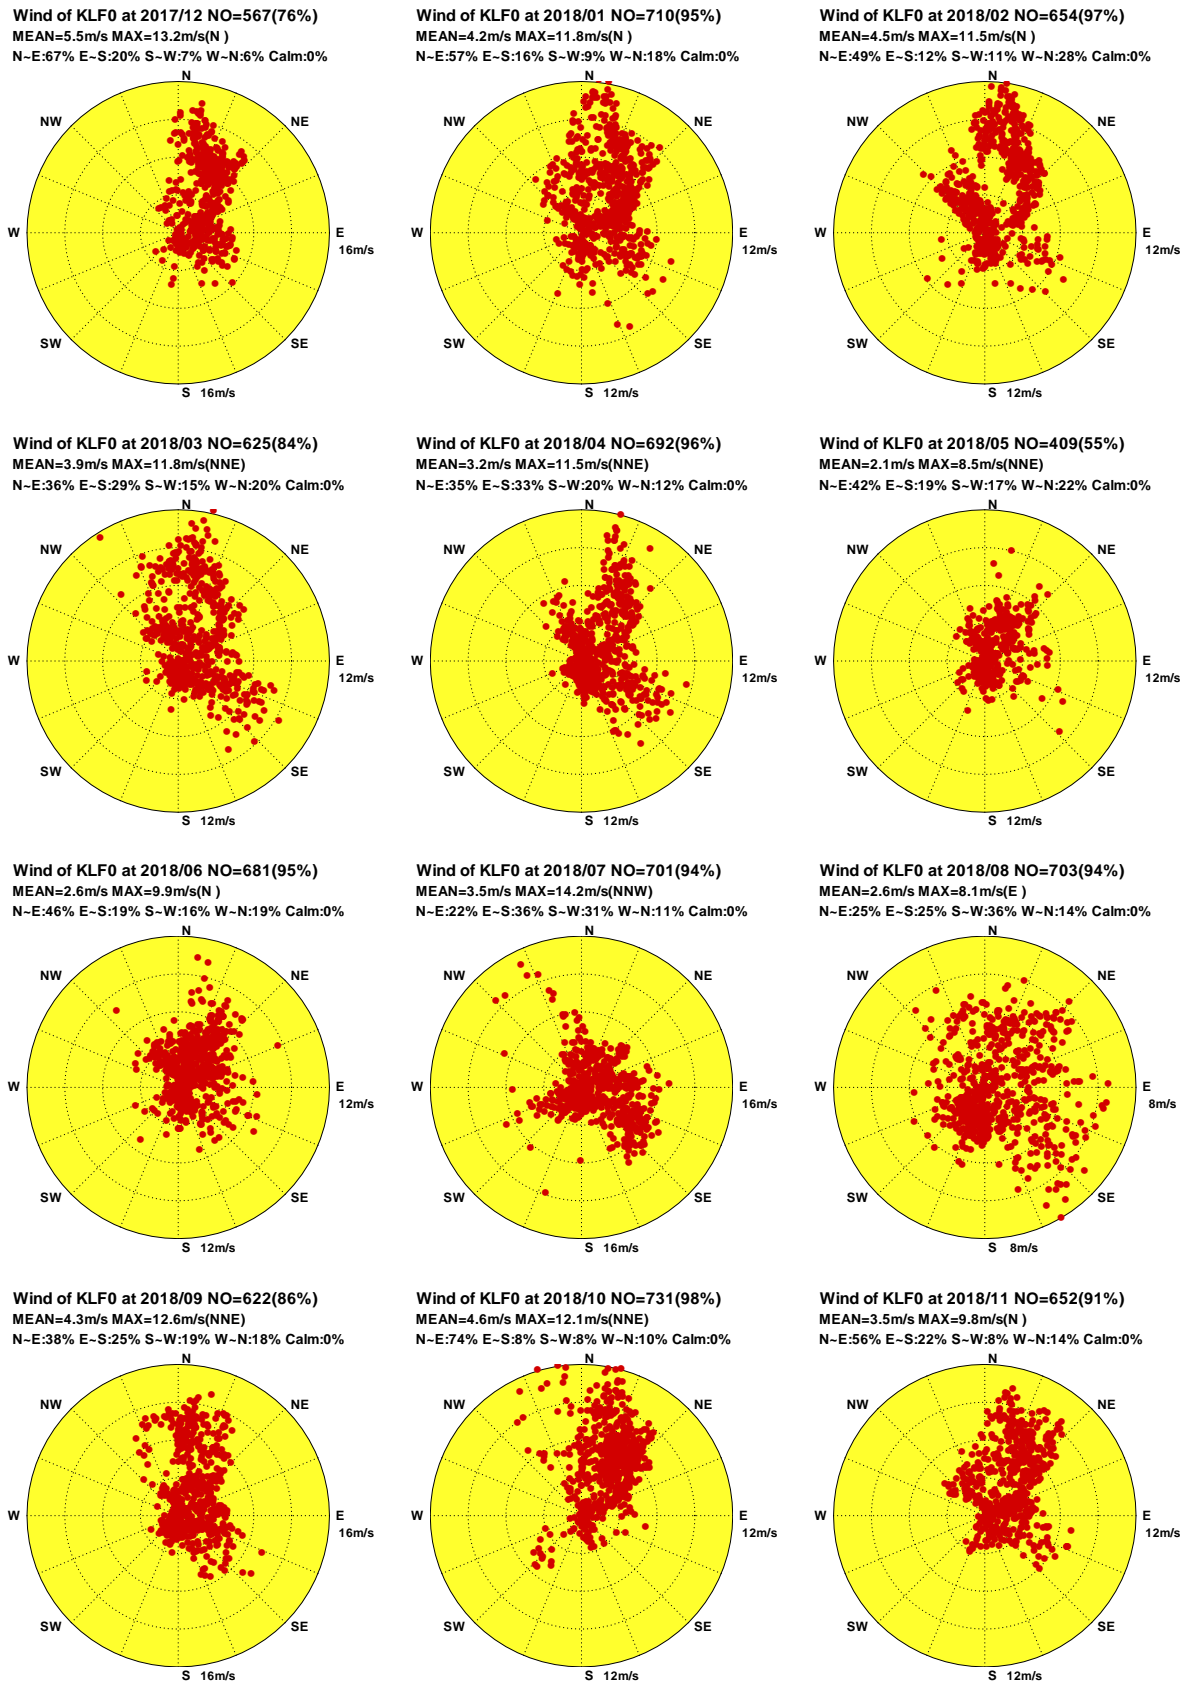 Wind of KLF0 at 2017/12 NO=567(76%)
MEAN=5.5m/s MAX=13.2m/s(N )
N~E:67% E~S:20% S~W:7% W~N:6% Calm:0%
N
NW
NE
W
E
16m/s
SW
SE
S 16m/s
Wind of KLF0 at 2018/01 NO=710(95%)
MEAN=4.2m/s MAX=11.8m/s(N )
N~E:57% E~S:16% S~W:9% W~N:18% Calm:0%
N
NW
NE
W
E
12m/s
SW
SE
S 12m/s
Wind of KLF0 at 2018/02 NO=654(97%)
MEAN=4.5m/s MAX=11.5m/s(N )
N~E:49% E~S:12% S~W:11% W~N:28% Calm:0%
N
NW
NE
W
E
12m/s
SW
SE
S 12m/s
Wind of KLF0 at 2018/03 NO=625(84%)
MEAN=3.9m/s MAX=11.8m/s(NNE)
N~E:36% E~S:29% S~W:15% W~N:20% Calm:0%
N
NW
NE
W
E
12m/s
SW
SE
S 12m/s
Wind of KLF0 at 2018/04 NO=692(96%)
MEAN=3.2m/s MAX=11.5m/s(NNE)
N~E:35% E~S:33% S~W:20% W~N:12% Calm:0%
N
NW
NE
W
E
12m/s
SW
SE
S 12m/s
Wind of KLF0 at 2018/05 NO=409(55%)
MEAN=2.1m/s MAX=8.5m/s(NNE)
N~E:42% E~S:19% S~W:17% W~N:22% Calm:0%
N
NW
NE
W
E
12m/s
SW
SE
S 12m/s
Wind of KLF0 at 2018/06 NO=681(95%)
MEAN=2.6m/s MAX=9.9m/s(N )
N~E:46% E~S:19% S~W:16% W~N:19% Calm:0%
N
NW
NE
W
E
12m/s
SW
SE
S 12m/s
Wind of KLF0 at 2018/07 NO=701(94%)
MEAN=3.5m/s MAX=14.2m/s(NNW)
N~E:22% E~S:36% S~W:31% W~N:11% Calm:0%
N
NW
NE
W
E
16m/s
SW
SE
S 16m/s
Wind of KLF0 at 2018/08 NO=703(94%)
MEAN=2.6m/s MAX=8.1m/s(E )
N~E:25% E~S:25% S~W:36% W~N:14% Calm:0%
N
NW
NE
W
E
8m/s
SW
SE
S 8m/s
Wind of KLF0 at 2018/09 NO=622(86%)
MEAN=4.3m/s MAX=12.6m/s(NNE)
N~E:38% E~S:25% S~W:19% W~N:18% Calm:0%
N
NW
NE
W
E
16m/s
SW
SE
S 16m/s
Wind of KLF0 at 2018/10 NO=731(98%)
MEAN=4.6m/s MAX=12.1m/s(NNE)
N~E:74% E~S:8% S~W:8% W~N:10% Calm:0%
N
NW
NE
W
E
12m/s
SW
SE
S 12m/s
Wind of KLF0 at 2018/11 NO=652(91%)
MEAN=3.5m/s MAX=9.8m/s(N )
N~E:56% E~S:22% S~W:8% W~N:14% Calm:0%
N
NW
NE
W
E
12m/s
SW
SE
S 12m/s